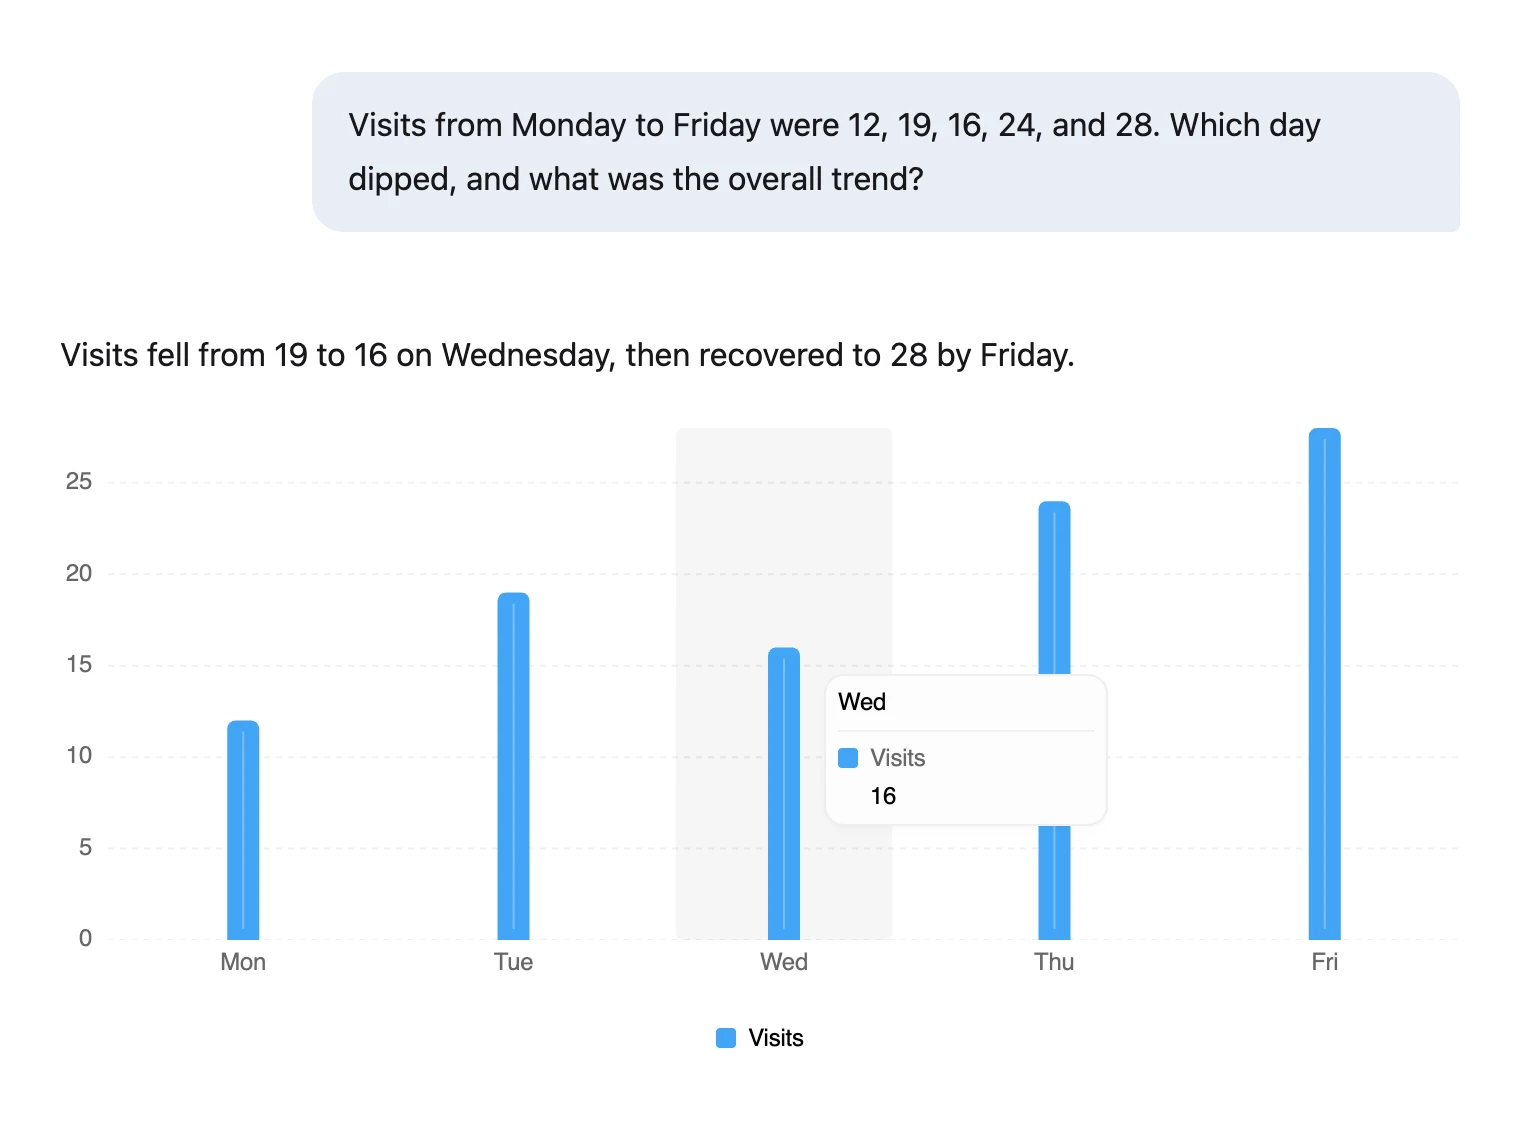 Visits from Monday to Friday were 12, 19, 16, 24, and 28. Which day
dipped, and what was the overall trend?
Visits fell from 19 to 16 on Wednesday, then recovered to 28 by Friday.
25
20
15
10
5
0
Wed
Visits
16
Mon Tue Wed Thu Fri
Visits